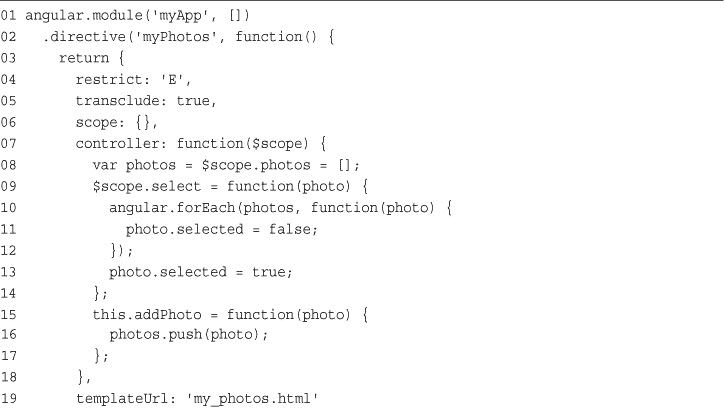 01 angular.module('myApp', [])
02   .directive('myPhotos', function() {
03     return {
04       restrict: 'E',
05       transclude: true,
06       scope: {},
07       controller: function($scope) {
08         var photos = $scope.photos = [];
09         $scope.select = function(photo) {
10           angular.forEach(photos, function(photo) {
11             photo.selected = false;
12           });
13           photo.selected = true;
14         };
15         this.addPhoto = function(photo) {
16           photos.push(photo);
17         };
18       },
19       templateUrl: 'my_photos.html'